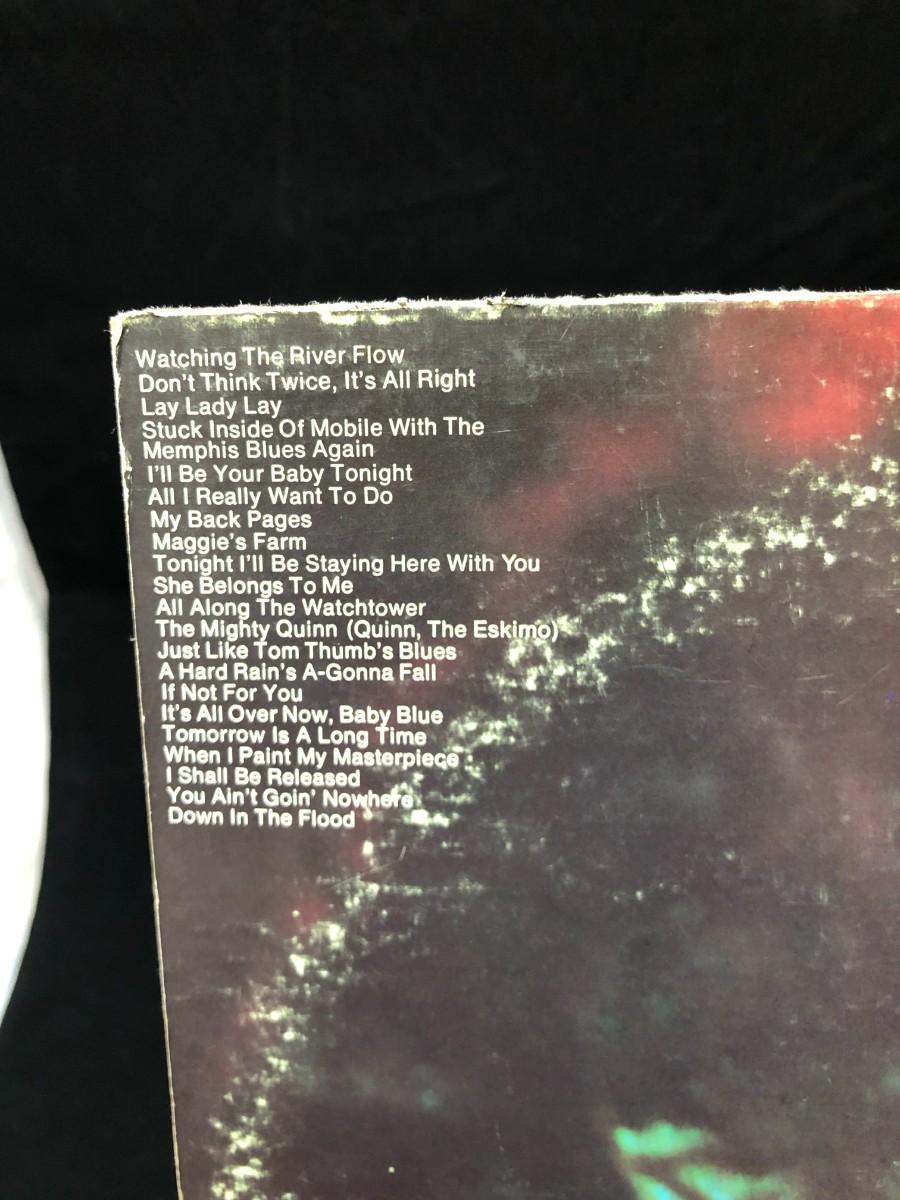 Watching The River Flow
Don't Think Twice, It's All Right
Lay Lady Lay
Stuck Inside Of Mobile With The
Memphis Blues Again
I'll Be Your Baby Tonight
All I Really Want To Do
My Back Pages
Maggie's Farm
Tonight I'll Be Staying Here With You
She Belongs To Me
All Along The Watchtower
The Mighty Quinn (Quinn, The Eskimo)
Just Like Tom Thumb's Blues
A Hard Rain's A-Gonna Fall
If Not For You
It's All Over Now, Baby Blue
Tomorrow Is A Long Time
When I Paint My Masterpiece
I Shall Be Released
You Ain't Goin' Nowhere
Down In The Flood